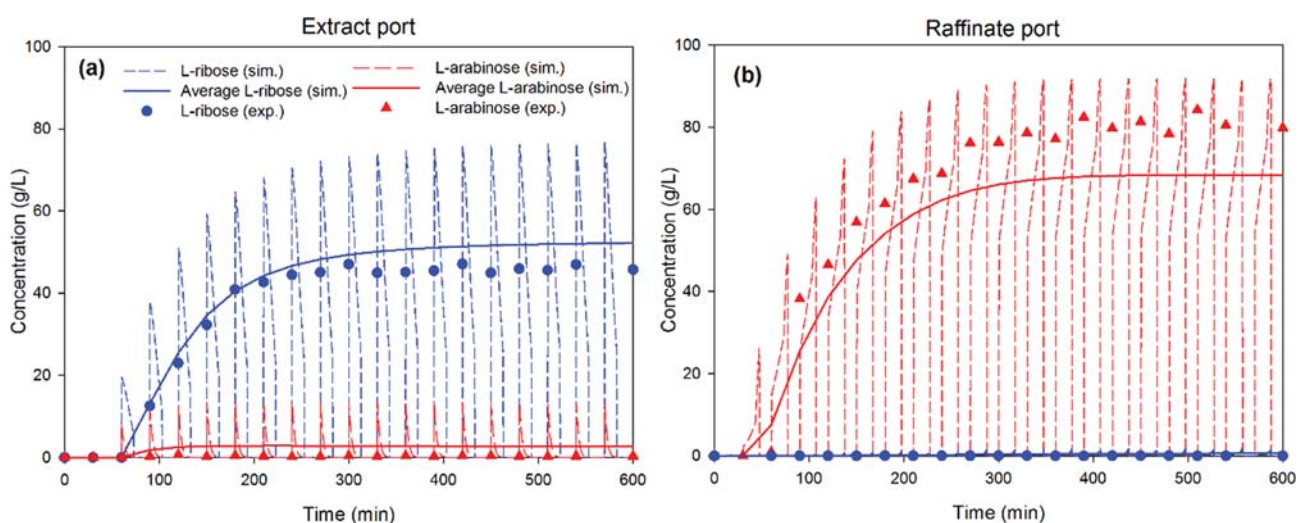 Extract port
(a)
L-ribose (sim.)
Average L-ribose (sim.)
L-ribose (exp.)
L-arabinose (sim.)
Average L-arabinose (sim.)
L-arabinose (exp.)
Concentration (g/L)
100
80
60
40
20
0
0 100 200 300 400 500 600
Time (min)
Raffinate port
(b)
Concentration (g/L)
100
80
60
40
20
0
0 100 200 300 400 500 600
Time (min)